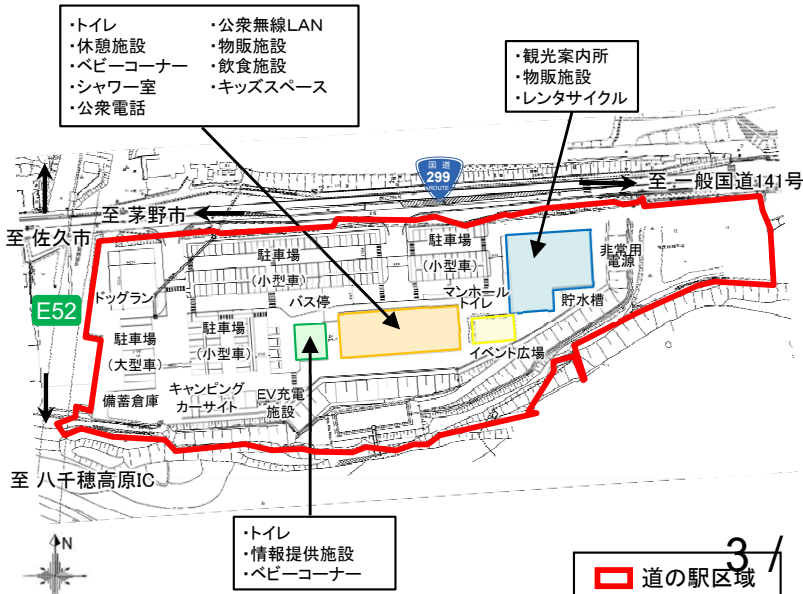 ・トイレ ・公衆無線LAN
・休憩施設 ・物販施設
・ベビーコーナー ・飲食施設
・シャワー室 ・キッズスペース
・公衆電話
・観光案内所
・物販施設
・レンタサイクル
国道
299
ROUTE
至 一般国道141号
至 茅野市
至 佐久市
駐車場
(小型車)
駐車場
(小型車)
非常用
電源
ドッグラン
バス停
マンホール
トイレ
貯水槽
E52
駐車場
(大型車)
駐車場
(小型車)
イベント広場
備蓄倉庫
キャンピング
カーサイト
EV充電
施設
至 八千穂高原IC
・トイレ
・情報提供施設
・ベビーコーナー
N
3 /
道の駅区域